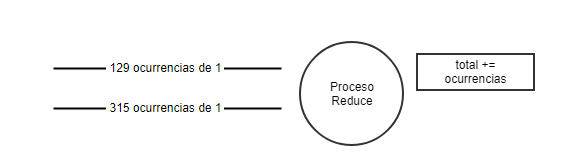 129 ocurrencias de 1
315 ocurrencias de 1
Proceso
Reduce
total +=
ocurrencias